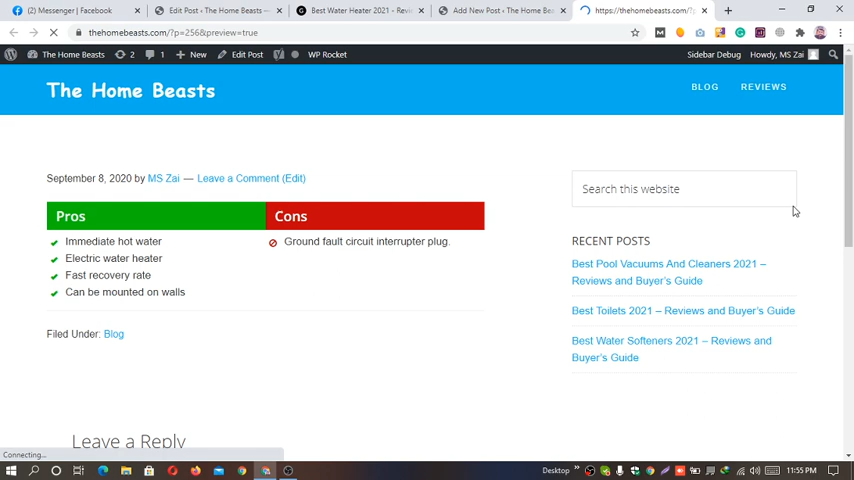 (2) Messenger | Facebook
Edit Post ‹ The Home Beasts —
Best Water Heater 2021 - Revi
Add New Post ‹ The Home Bea
https://thehomebeasts.com/?p
thehomebeasts.com/?p=256&preview=true
The Home Beasts 2 1 New Edit Post WP Rocket Sidebar Debug Howdy, MS Zai
The Home Beasts
BLOG REVIEWS
September 8, 2020 by MS Zai — Leave a Comment (Edit)
Pros Cons
Immediate hot water Ground fault circuit interrupter plug.
Electric water heater
Fast recovery rate
Can be mounted on walls
Filed Under: Blog
Search this website
RECENT POSTS
Best Pool Vacuums And Cleaners 2021 –
Reviews and Buyer's Guide
Best Toilets 2021 – Reviews and Buyer's Guide
Best Water Softeners 2021 – Reviews and
Buyer's Guide
Leave a Reply
Connecting...
Desktop 11:55 PM